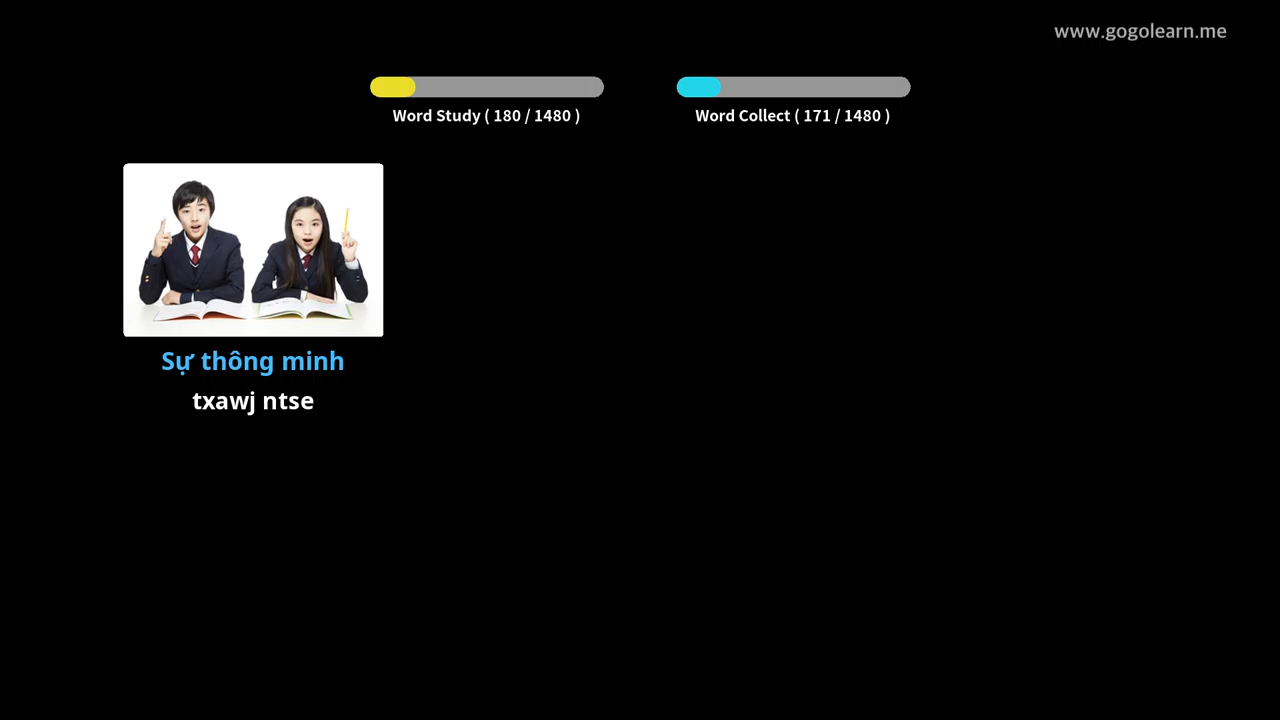 www.gogolearn.me
Word Study ( 180 / 1480 )
Word Collect ( 171 / 1480 )
Sự thông minh
txawj ntse